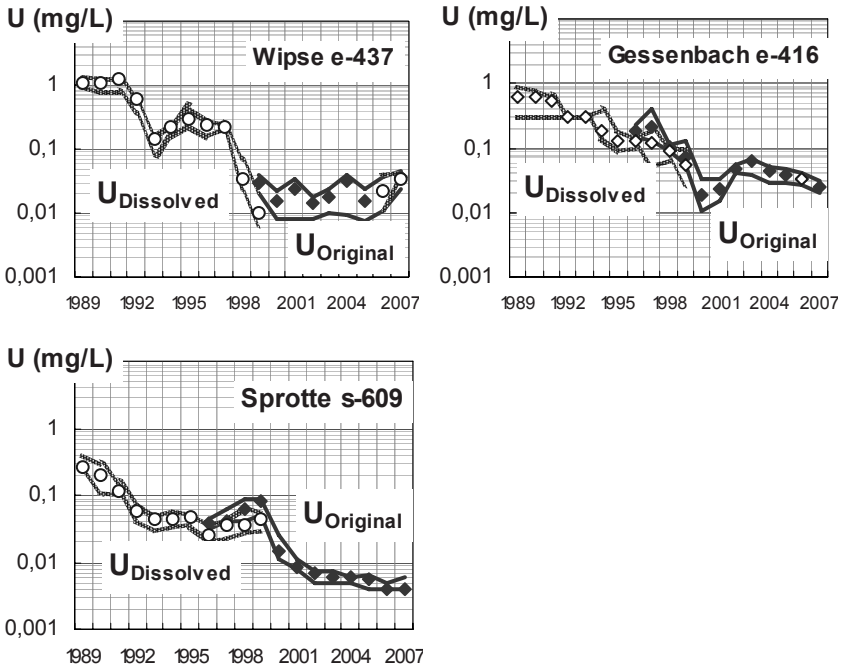 U (mg/L)
Wipse e-437
1
0,1
0,01
0,001
U Dissolved
U Original
1989 1992 1995 1998 2001 2004 2007
U (mg/L)
Gessenbach e-416
1
0,1
0,01
0,001
U Dissolved
U Original
1989 1992 1995 1998 2001 2004 2007
U (mg/L)
Sprotte s-609
1
0,1
0,01
0,001
U Original
U Dissolved
1989 1992 1995 1998 2001 2004 2007